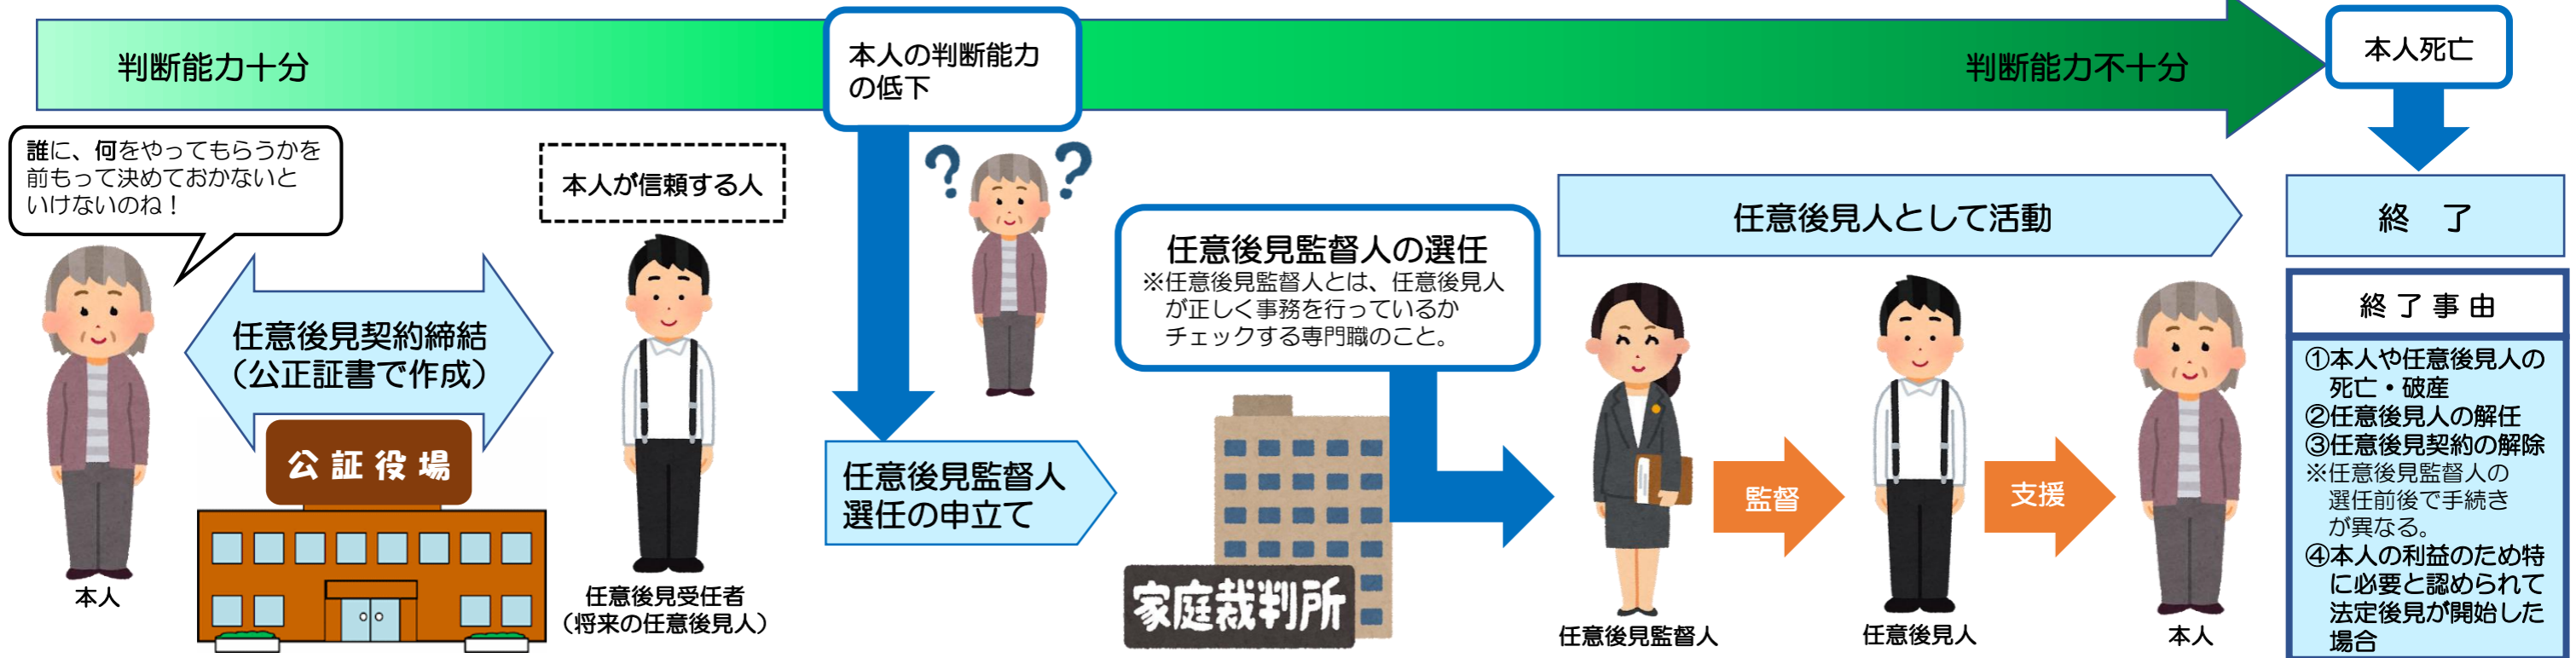 判断能力十分
本人の判断能力
の低下
判断能力不十分
本人死亡
誰に、何をやってもらうかを
前もって決めておかないと
いけないのね！
本人が信頼する人
任意後見契約締結
（公正証書で作成）
公証役場
本人
任意後見受任者
（将来の任意後見人）
？
？
任意後見監督人
選任の申立て
任意後見監督人の選任
※任意後見監督人とは、任意後見人
が正しく事務を行っているか
チェックする専門職のこと。
家庭裁判所
任意後見人として活動
監督
支援
任意後見監督人
任意後見人
本人
終　了
終了事由
①本人や任意後見人の
死亡・破産
②任意後見人の解任
③任意後見契約の解除
※任意後見監督人の
選任前後で手続き
が異なる。
④本人の利益のため特
に必要と認められて
法定後見が開始した
場合